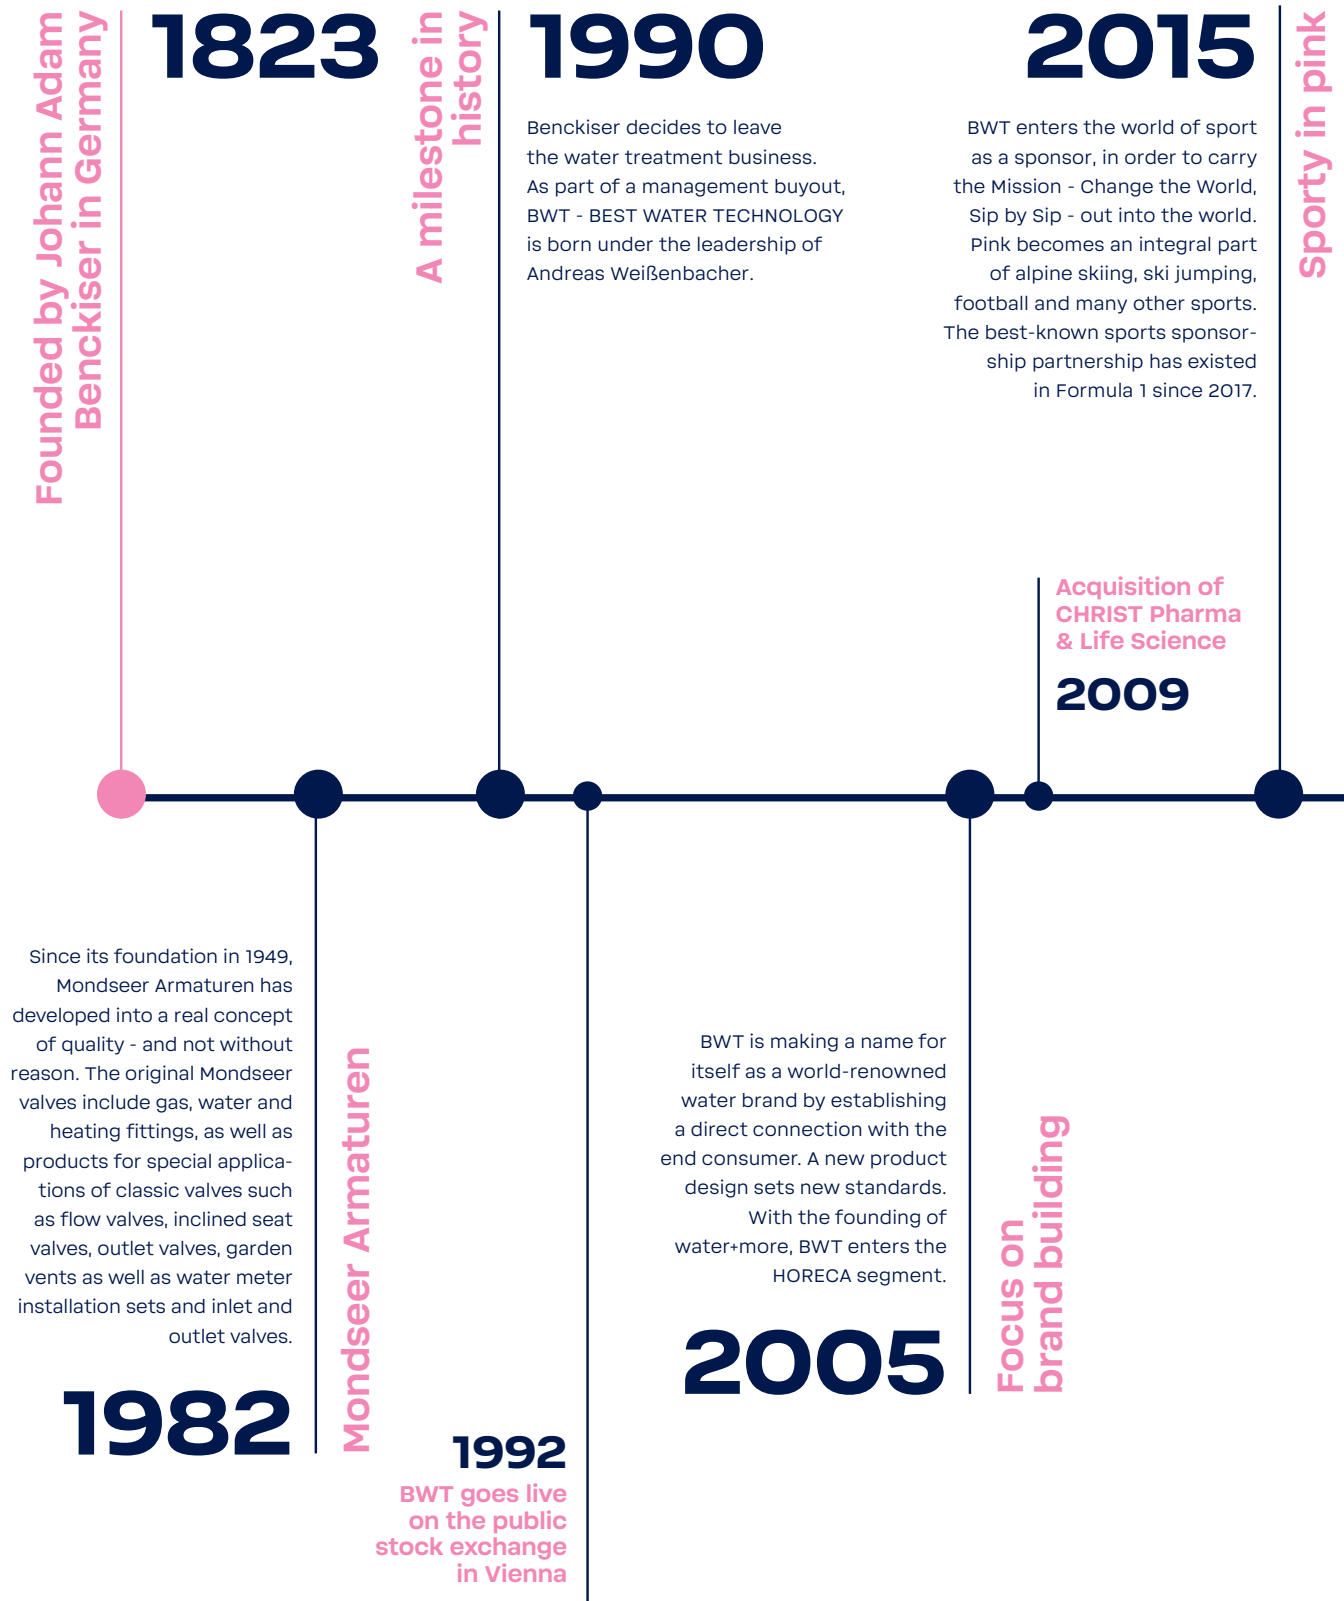 Founded by Johann Adam
Benckiser in Germany
1823
A milestone in
history
1990
Benckiser decides to leave
the water treatment business.
As part of a management buyout,
BWT - BEST WATER TECHNOLOGY
is born under the leadership of
Andreas Weißenbacher.
2015
BWT enters the world of sport
as a sponsor, in order to carry
the Mission - Change the World,
Sip by Sip - out into the world.
Pink becomes an integral part
of alpine skiing, ski jumping,
football and many other sports.
The best-known sports sponsor-
ship partnership has existed
in Formula 1 since 2017.
Sporty in pink
Acquisition of
CHRIST Pharma
& Life Science
2009
Since its foundation in 1949,
Mondseer Armaturen has
developed into a real concept
of quality - and not without
reason. The original Mondseer
valves include gas, water and
heating fittings, as well as
products for special applica-
tions of classic valves such
as flow valves, inclined seat
valves, outlet valves, garden
vents as well as water meter
installation sets and inlet and
outlet valves.
1982
Mondseer Armaturen
1992
BWT goes live
on the public
stock exchange
in Vienna
BWT is making a name for
itself as a world-renowned
water brand by establishing
a direct connection with the
end consumer. A new product
design sets new standards.
With the founding of
water+more, BWT enters the
HORECA segment.
2005
Focus on
brand building